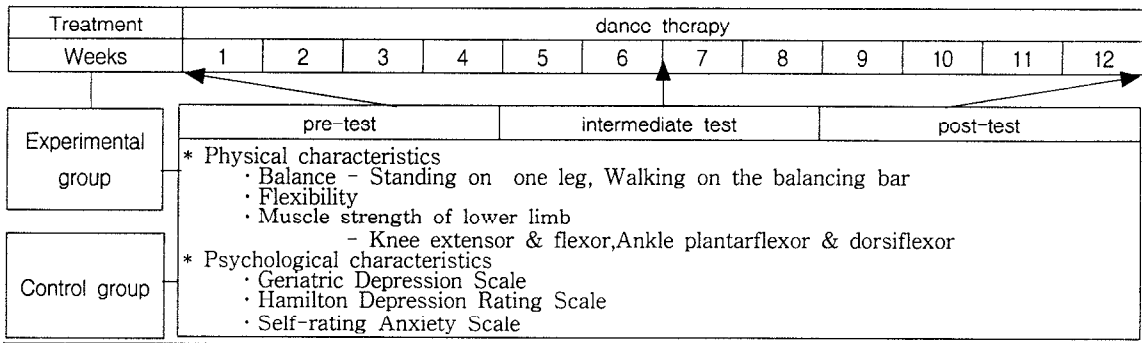 Treatment dance therapy
Weeks 1 2 3 4 5 6 7 8 9 10 11 12
Experimental group
pre-test intermediate test post-test
* Physical characteristics
· Balance - Standing on one leg, Walking on the balancing bar
· Flexibility
· Muscle strength of lower limb
- Knee extensor & flexor,Ankle plantarflexor & dorsiflexor
* Psychological characteristics
· Geriatric Depression Scale
· Hamilton Depression Rating Scale
· Self-rating Anxiety Scale
Control group